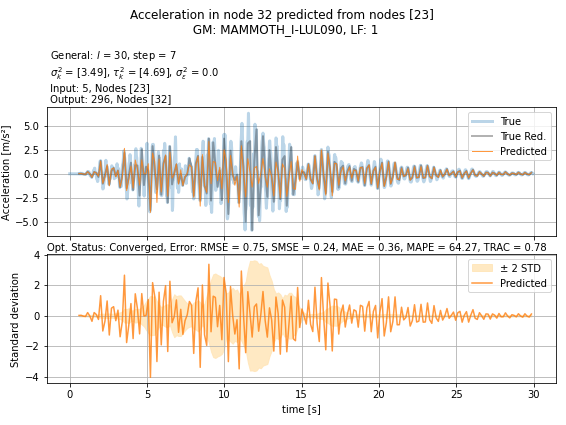 Acceleration in node 32 predicted from nodes [23]
GM: MAMMOTH_I-LUL090, LF: 1
General: l = 30, step = 7
σ²ₖ = [3.49], τ²ₖ = [4.69], σ²ε = 0.0
Input: 5, Nodes [23]
Output: 296, Nodes [32]
Acceleration [m/s²]
5.0
2.5
0.0
−2.5
−5.0
True
True Red.
Predicted
Opt. Status: Converged, Error: RMSE = 0.75, SMSE = 0.24, MAE = 0.36, MAPE = 64.27, TRAC = 0.78
Standard deviation
4
2
0
−2
−4
± 2 STD
Predicted
0 5 10 15 20 25 30
time [s]